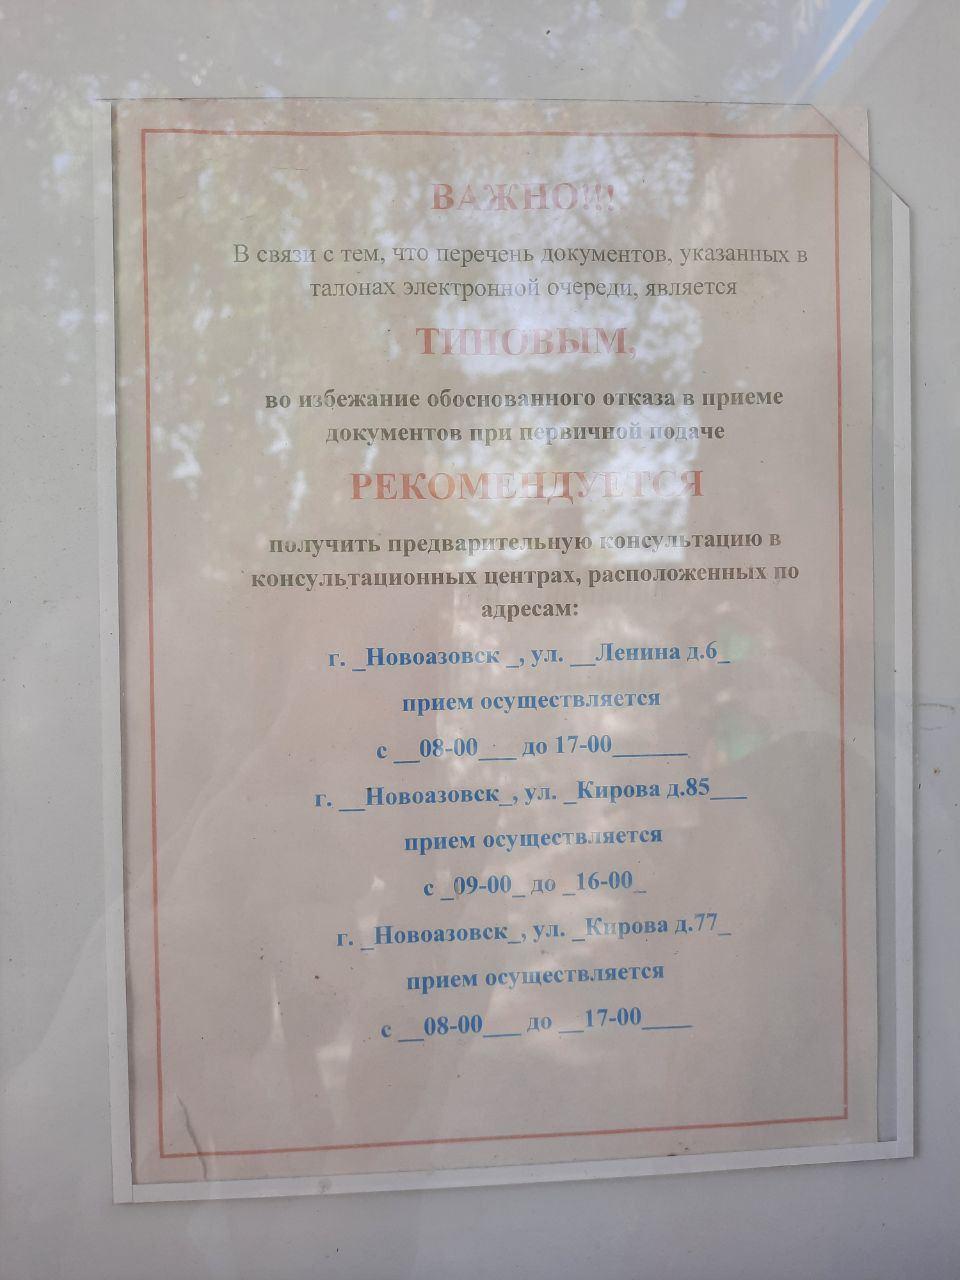 ВАЖНО!!!
В связи с тем, что перечень документов, указанных в
талонах электронной очереди, является
ТИПОВЫМ,
во избежание обоснованного отказа в приеме
документов при первичной подаче
РЕКОМЕНДУЕТСЯ
получить предварительную консультацию в
консультационных центрах, расположенных по
адресам:
г. _Новоазовск _, ул. __Ленина д.6_
прием осуществляется
с __08-00___ до 17-00______
г. __Новоазовск_, ул. _Кирова д.85___
прием осуществляется
с _09-00_ до _16-00_
г. _Новоазовск_, ул. _Кирова д.77_
прием осуществляется
с __08-00___ до __17-00____